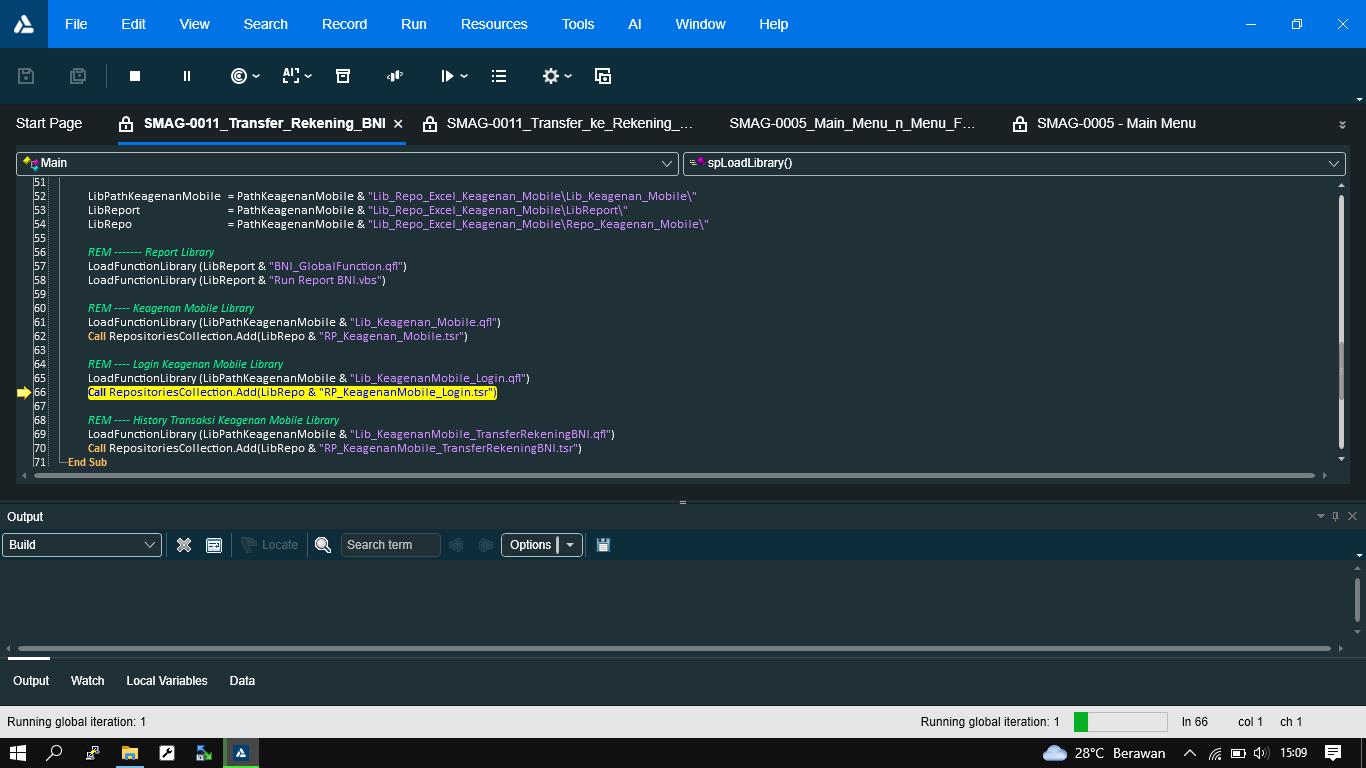 File Edit View Search Record Run Resources Tools AI Window Help
Start Page SMAG-0011_Transfer_Rekening_BNI SMAG-0011_Transfer_ke_Rekening_... SMAG-0005_Main_Menu_n_Menu_F... SMAG-0005 - Main Menu
Main spLoadLibrary()
51
52 LibPathKeagenanMobile = PathKeagenanMobile & "Lib_Repo_Excel_Keagenan_Mobile\Lib_Keagenan_Mobile\"
53 LibReport = PathKeagenanMobile & "Lib_Repo_Excel_Keagenan_Mobile\LibReport\"
54 LibRepo = PathKeagenanMobile & "Lib_Repo_Excel_Keagenan_Mobile\Repo_Keagenan_Mobile\"
55
56 REM ------- Report Library
57 LoadFunctionLibrary (LibReport & "BNI_GlobalFunction.qfl")
58 LoadFunctionLibrary (LibReport & "Run Report BNI.vbs")
59
60 REM ---- Keagenan Mobile Library
61 LoadFunctionLibrary (LibPathKeagenanMobile & "Lib_Keagenan_Mobile.qfl")
62 Call RepositoriesCollection.Add(LibRepo & "RP_Keagenan_Mobile.tsr")
63
64 REM ---- Login Keagenan Mobile Library
65 LoadFunctionLibrary (LibPathKeagenanMobile & "Lib_KeagenanMobile_Login.qfl")
66 Call RepositoriesCollection.Add(LibRepo & "RP_KeagenanMobile_Login.tsr")
67
68 REM ---- History Transaksi Keagenan Mobile Library
69 LoadFunctionLibrary (LibPathKeagenanMobile & "Lib_KeagenanMobile_TransferRekeningBNI.qfl")
70 Call RepositoriesCollection.Add(LibRepo & "RP_KeagenanMobile_TransferRekeningBNI.tsr")
71 End Sub
Output
Build Locate Search term Options
Output Watch Local Variables Data
Running global iteration: 1 Running global iteration: 1 ln 66 col 1 ch 1
28°C Berawan 15:09